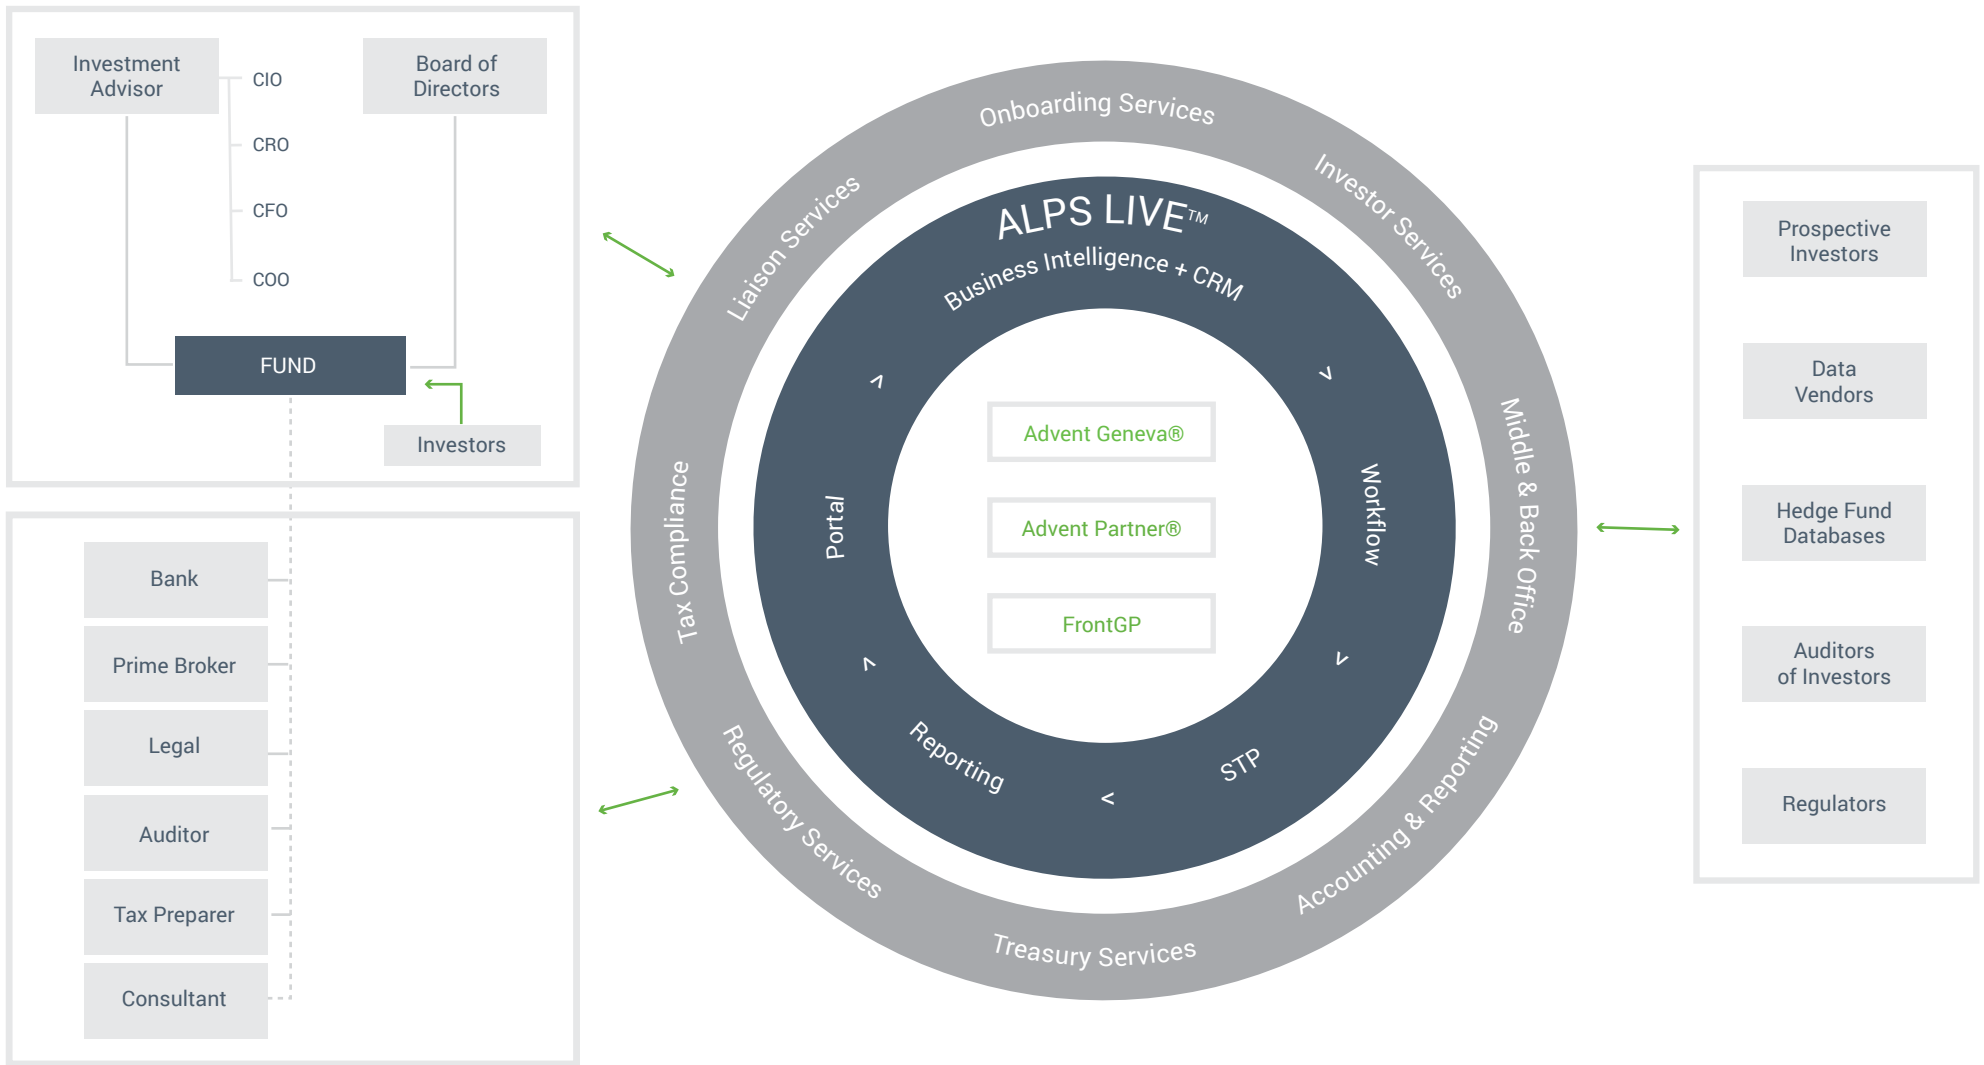 Investment
Advisor
CIO
CRO
CFO
COO
Board of
Directors
FUND
Investors
Bank
Prime Broker
Legal
Auditor
Tax Preparer
Consultant
Onboarding Services
Investor Services
Middle & Back Office
Accounting & Reporting
Treasury Services
Regulatory Services
Tax Compliance
Liaison Services
ALPS LIVE™
Business Intelligence + CRM
>
Workflow
>
STP
<
Reporting
<
Portal
<
Advent Geneva®
Advent Partner®
FrontGP
Prospective
Investors
Data
Vendors
Hedge Fund
Databases
Auditors
of Investors
Regulators